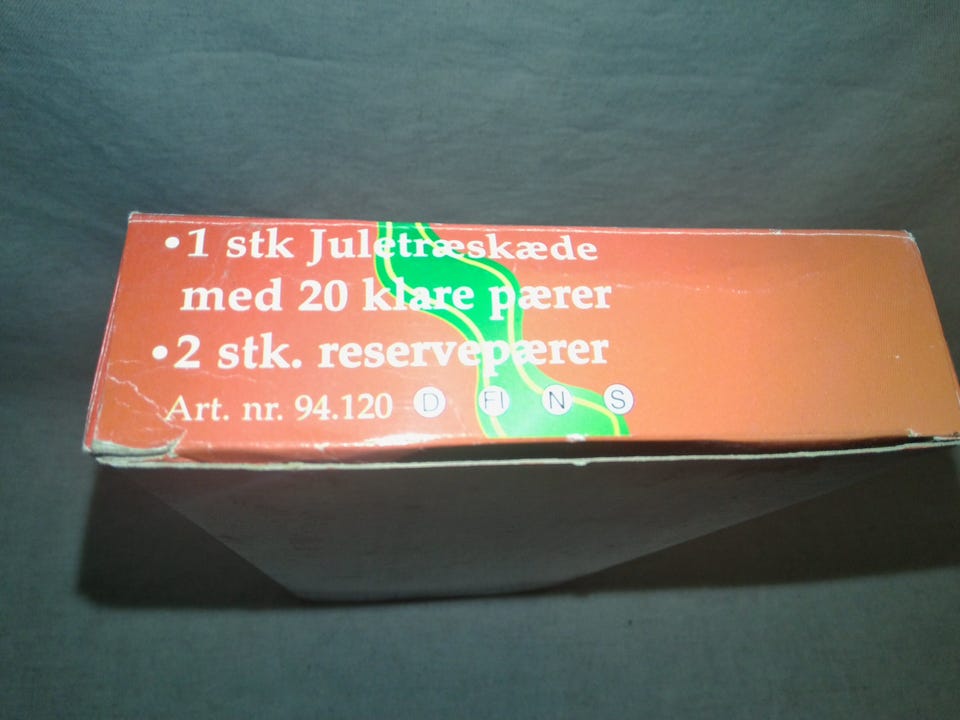 •1 stk Juletræskæde
med 20 klare pærer
•2 stk. reservepærer
Art. nr. 94.120 D FI N S